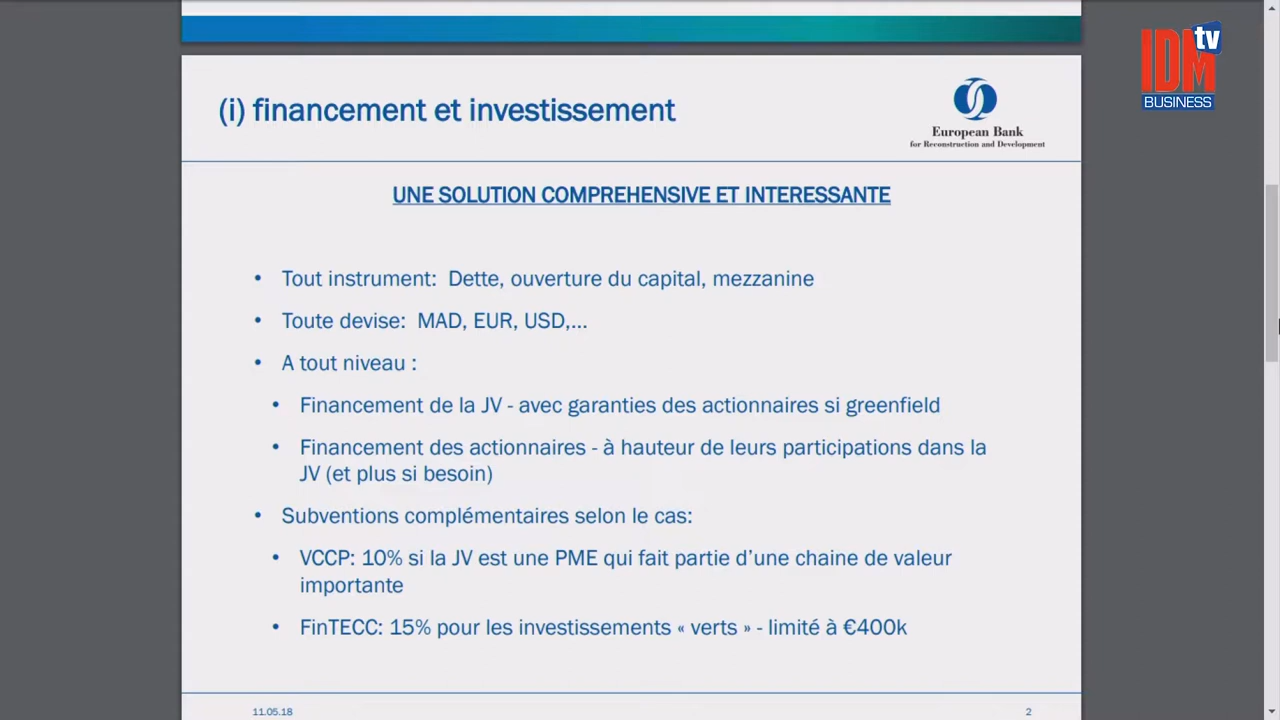 IDM tv
BUSINESS
(i) financement et investissement
European Bank
for Reconstruction and Development
UNE SOLUTION COMPREHENSIVE ET INTERESSANTE
• Tout instrument: Dette, ouverture du capital, mezzanine
• Toute devise: MAD, EUR, USD,...
• A tout niveau :
• Financement de la JV - avec garanties des actionnaires si greenfield
• Financement des actionnaires - à hauteur de leurs participations dans la
JV (et plus si besoin)
• Subventions complémentaires selon le cas:
• VCCP: 10% si la JV est une PME qui fait partie d'une chaine de valeur
importante
• FinTECC: 15% pour les investissements « verts » - limité à €400k
11.05.18
2